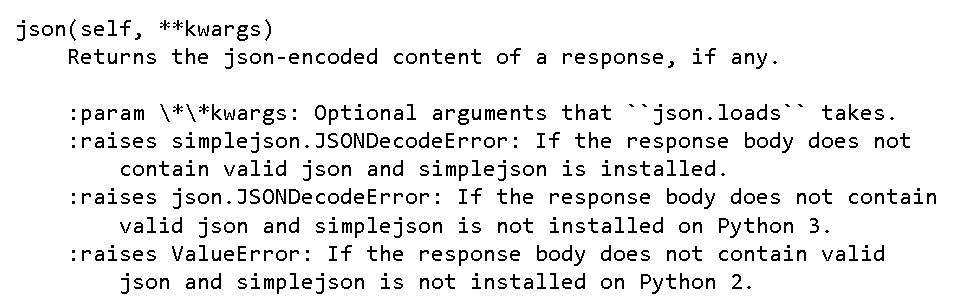 json(self, **kwargs)
Returns the json-encoded content of a response, if any.
:param \*\*kwargs: Optional arguments that ``json.loads`` takes.
:raises simplejson.JSONDecodeError: If the response body does not
contain valid json and simplejson is installed.
:raises json.JSONDecodeError: If the response body does not contain
valid json and simplejson is not installed on Python 3.
:raises ValueError: If the response body does not contain valid
json and simplejson is not installed on Python 2.